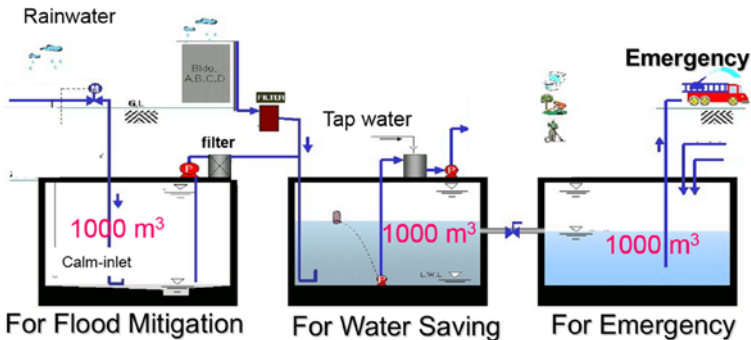 Rainwater
Bldg.
A.B.C.D
M
G.L
FILTER
Tap water
Emergency
filter
P
P
1000 m³
Calm-inlet
1000 m³
P
L.W.L
1000 m³
For Flood Mitigation
For Water Saving
For Emergency